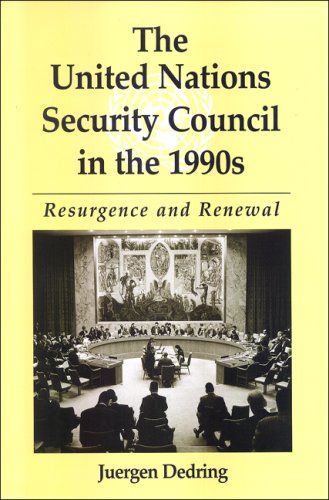 The
United Nations
Security Council
in the 1990s
Resurgence and Renewal
Juergen Dedring